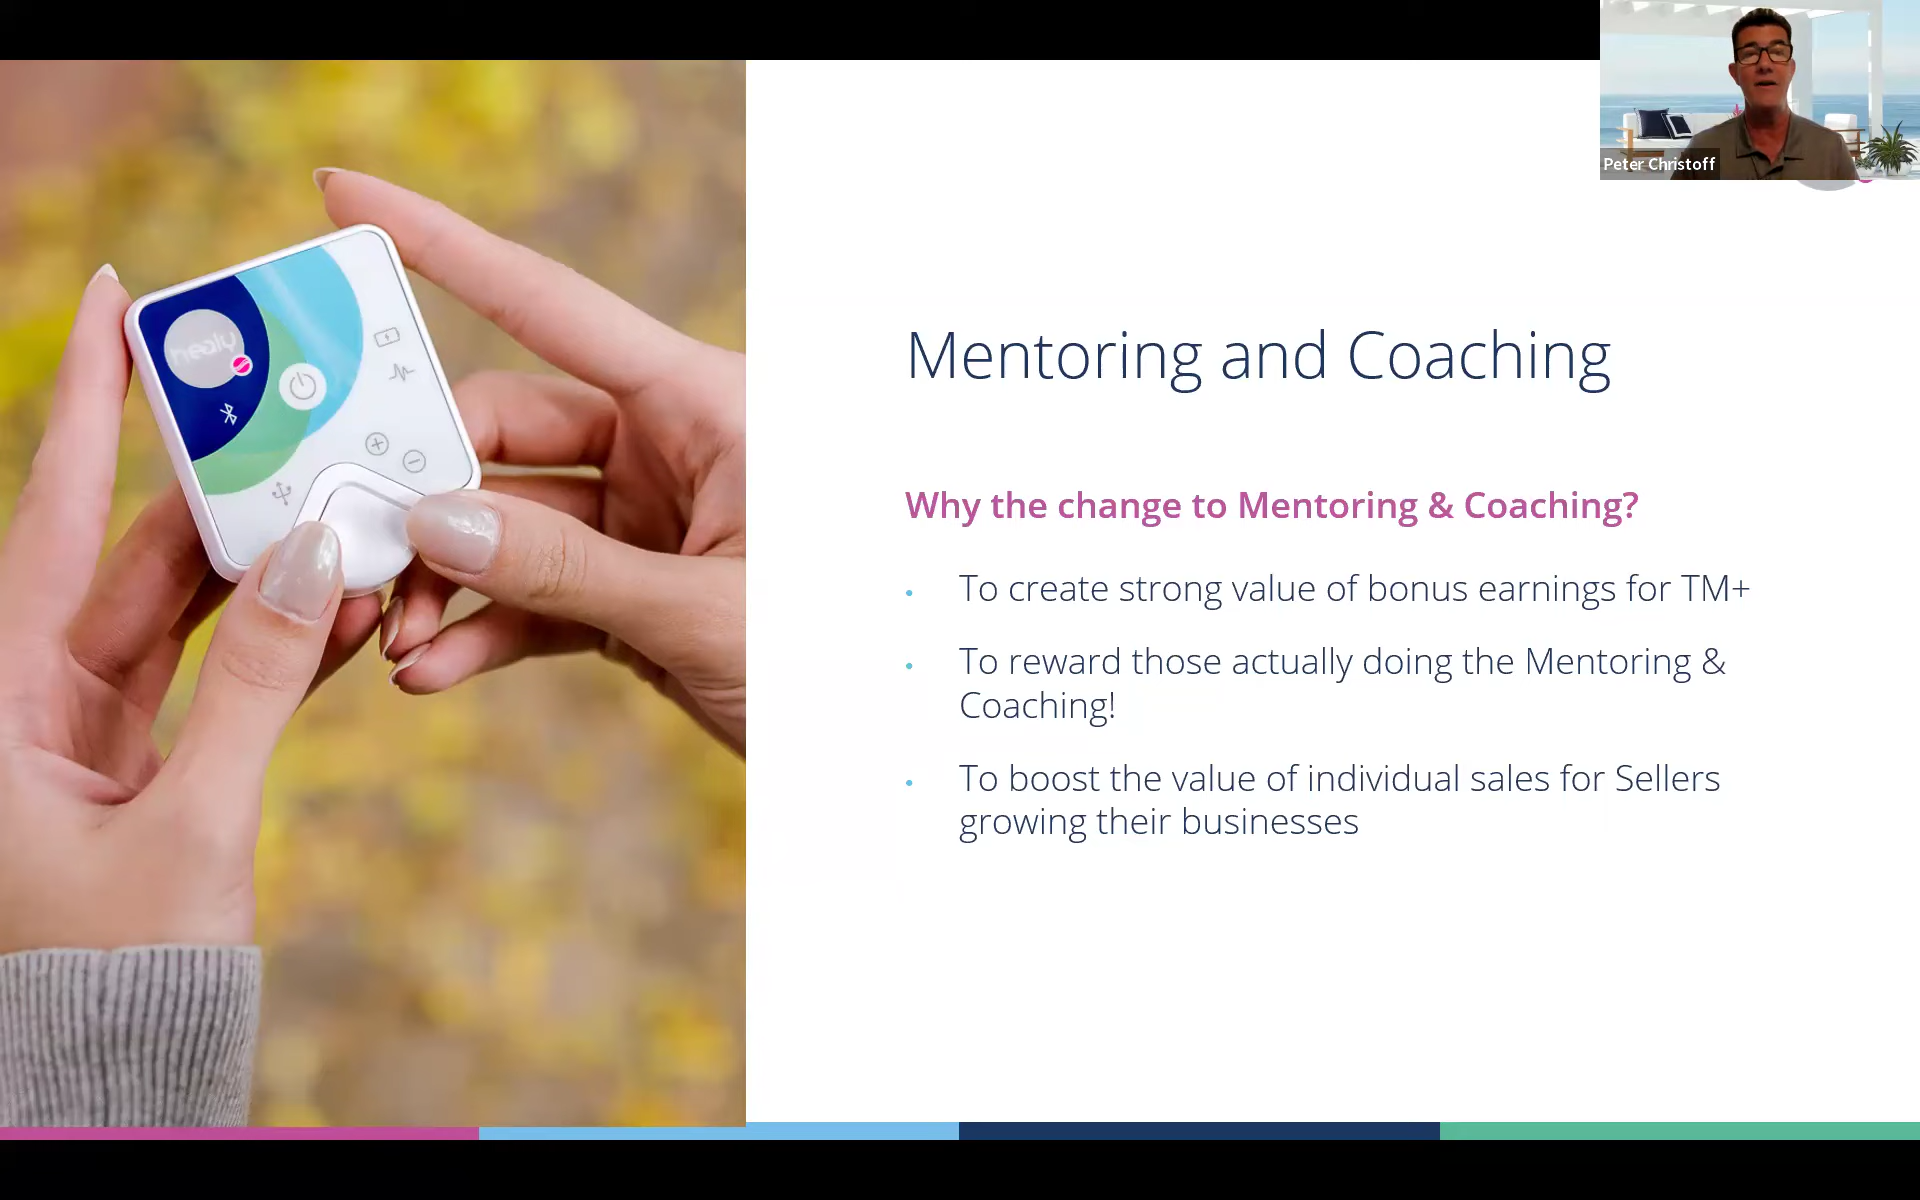 Peter Christoff
healy
Mentoring and Coaching
Why the change to Mentoring & Coaching?
• To create strong value of bonus earnings for TM+
• To reward those actually doing the Mentoring &
Coaching!
• To boost the value of individual sales for Sellers
growing their businesses